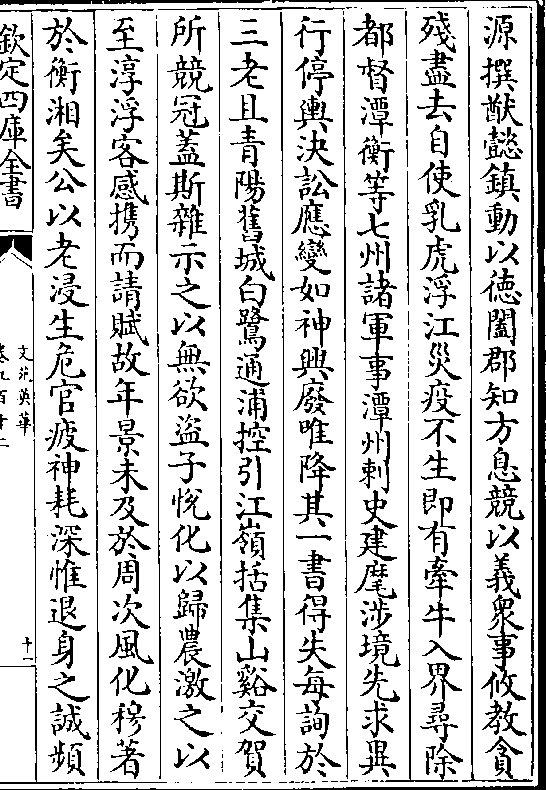 源撰猷懿鎮動以徳闔郡知方息競以義衆事攸教貪
殘盡去自使乳虎浮江災疫不生即有牽牛入界尋除
都督潭衡等七州諸軍事潭州刺史建麾涉境先求異
行停輿決訟應變如神興廢唯降其一書得失每詢於
三老且青陽舊城白鷺通浦控引江嶺括集山谿交賀
所競冠蓋斯雜示之以無欲盜子恱化以歸農激之以
至淳浮客感携而請賦故年景未及於周次風化穆著
於衡湘矣公以老浸生危官疲神耗深惟退身之誠頻
欽定四庫全書
文苑英華
卷九百十二
十一